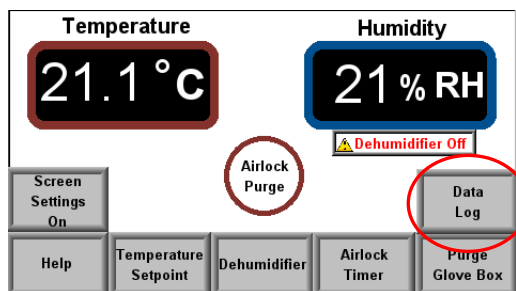 Temperature
Humidity
21.1 °C
21 % RH
Dehumidifier Off
Airlock
Purge
Screen
Settings
On
Data
Log
Help
Temperature
Setpoint
Dehumidifier
Airlock
Timer
Purge
Glove Box